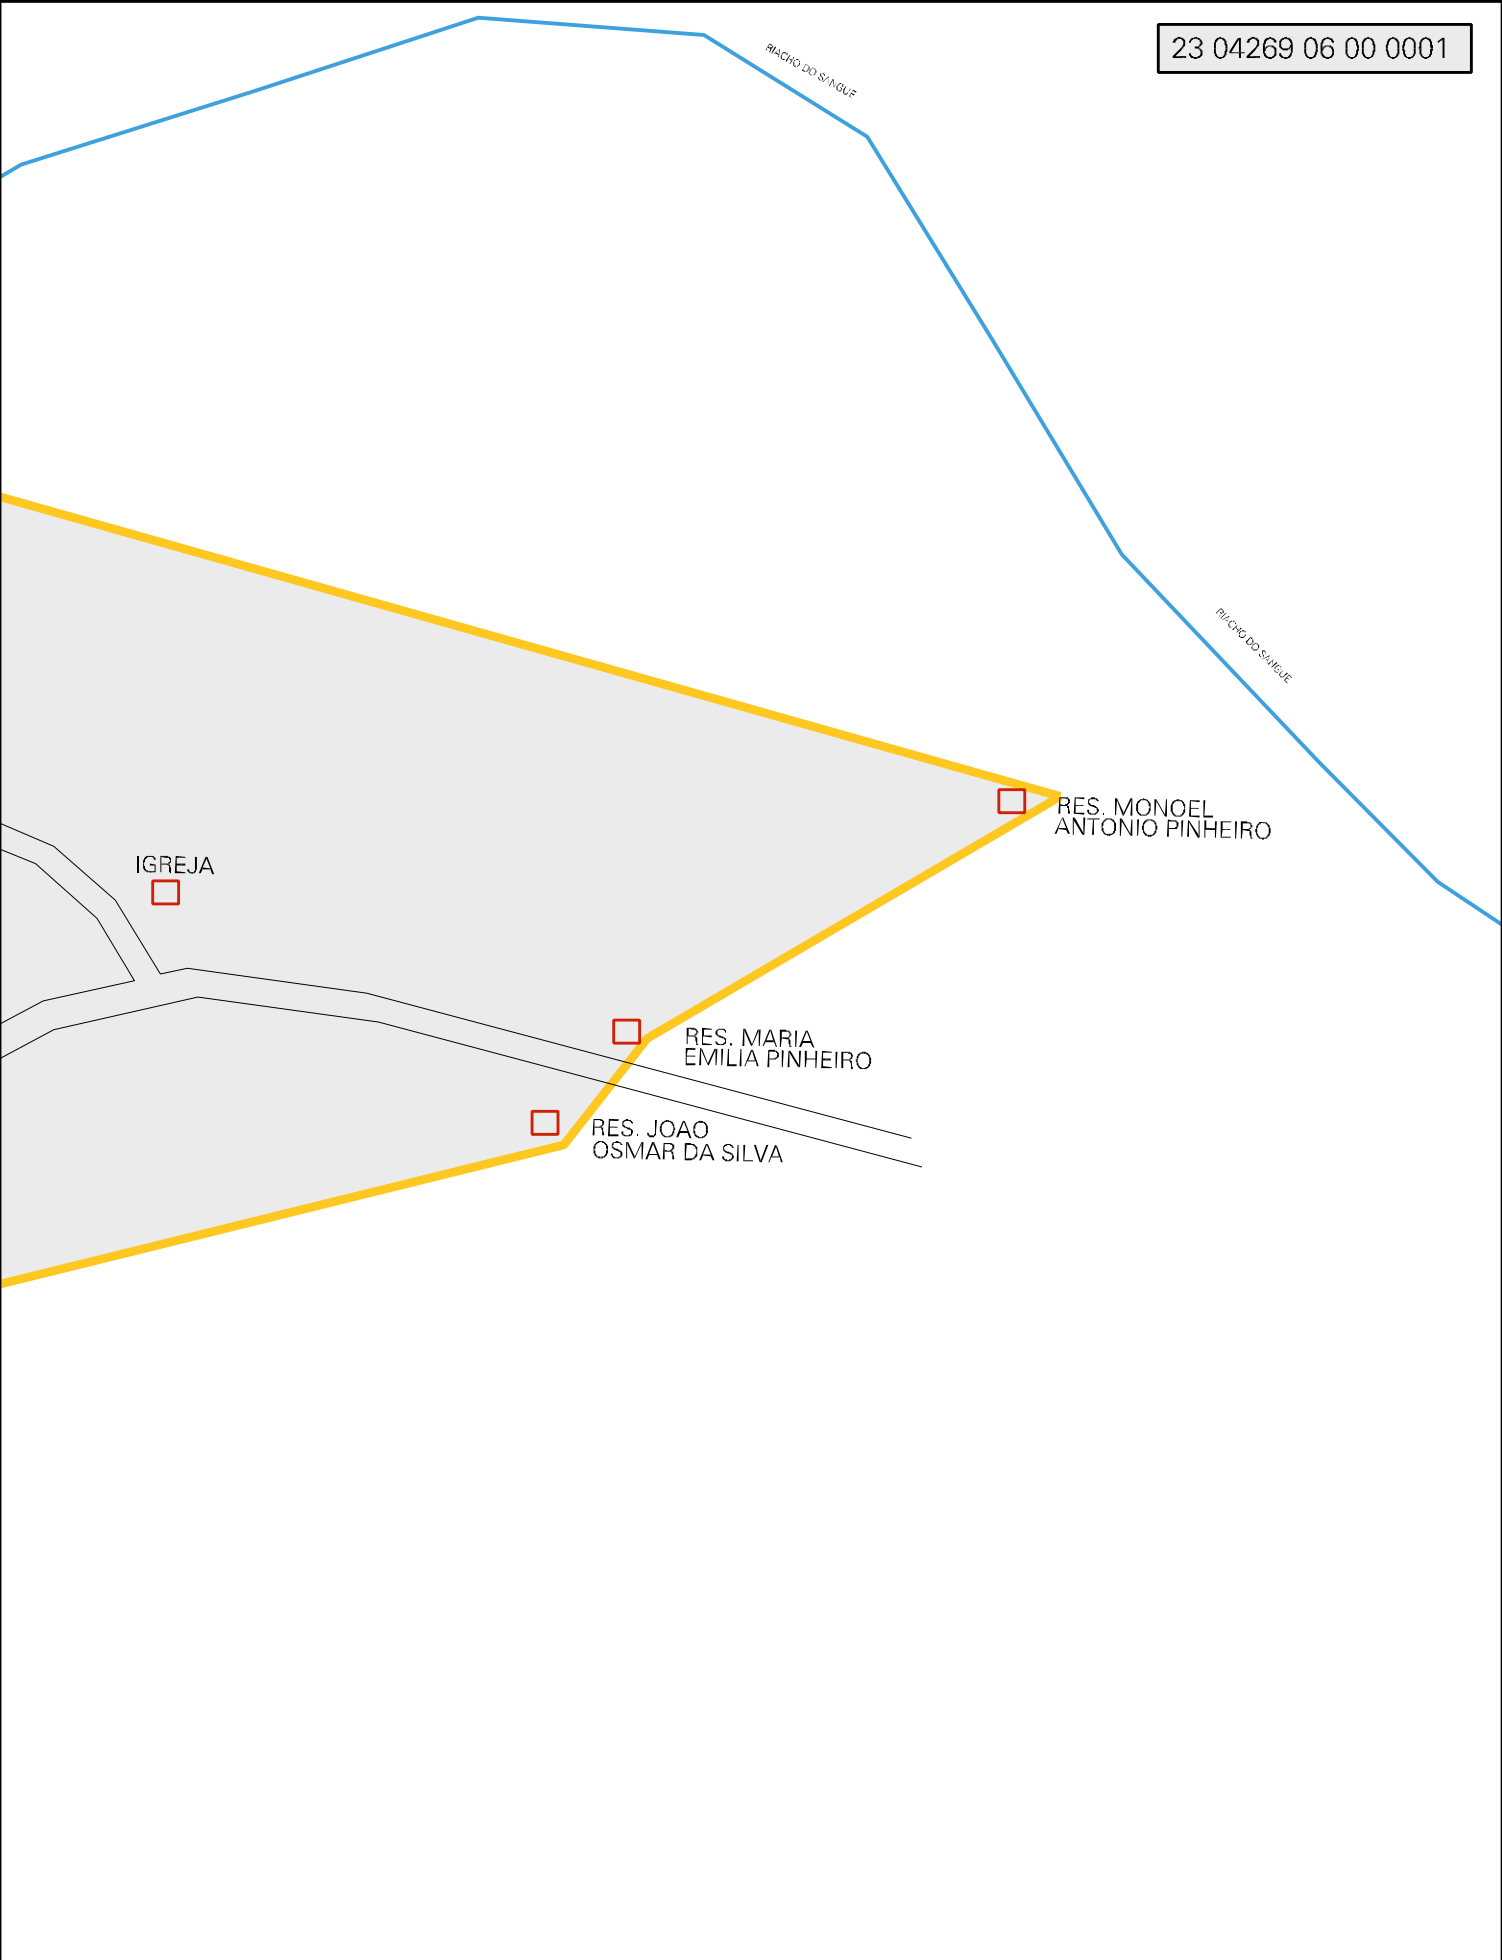 23 04269 06 00 0001
RIACHO DO SANGUE
RIACHO DO SANGUE
RES. MONOEL
ANTONIO PINHEIRO
IGREJA
RES. MARIA
EMILIA PINHEIRO
RES. JOAO
OSMAR DA SILVA